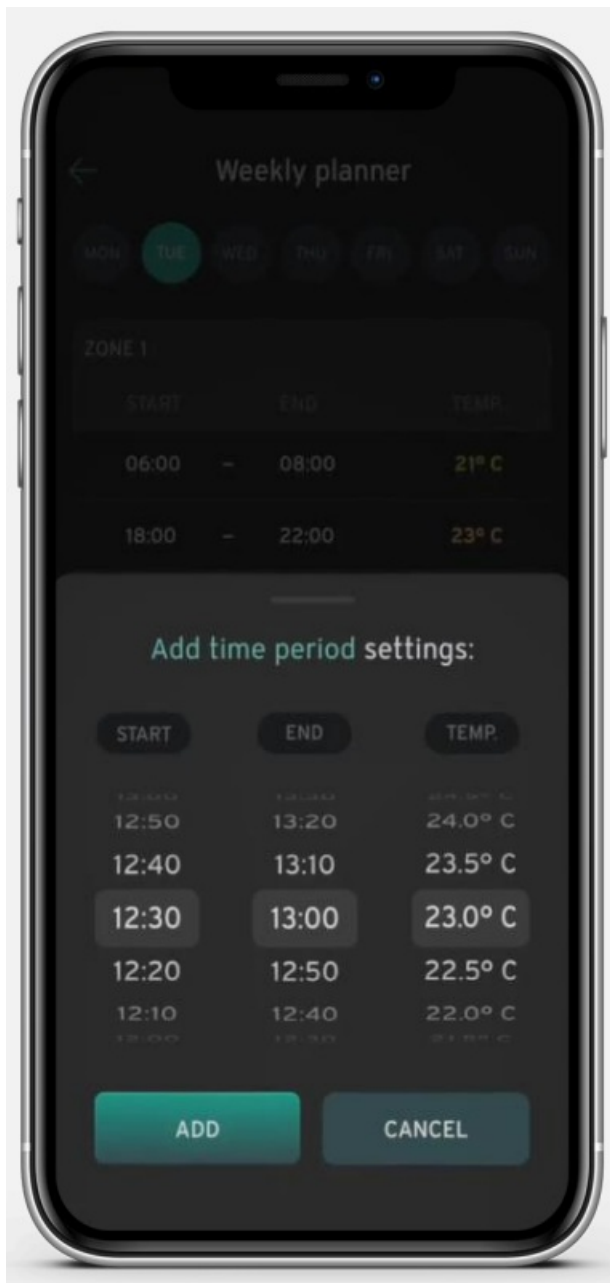 Weekly planner
MON TUE WED THU FRI SAT SUN
ZONE 1
START END TEMP.
06:00 – 08:00 21° C
18:00 – 22:00 23° C
Add time period settings:
START END TEMP.
12:50 13:20 24.0° C
12:40 13:10 23.5° C
12:30 13:00 23.0° C
12:20 12:50 22.5° C
12:10 12:40 22.0° C
ADD CANCEL